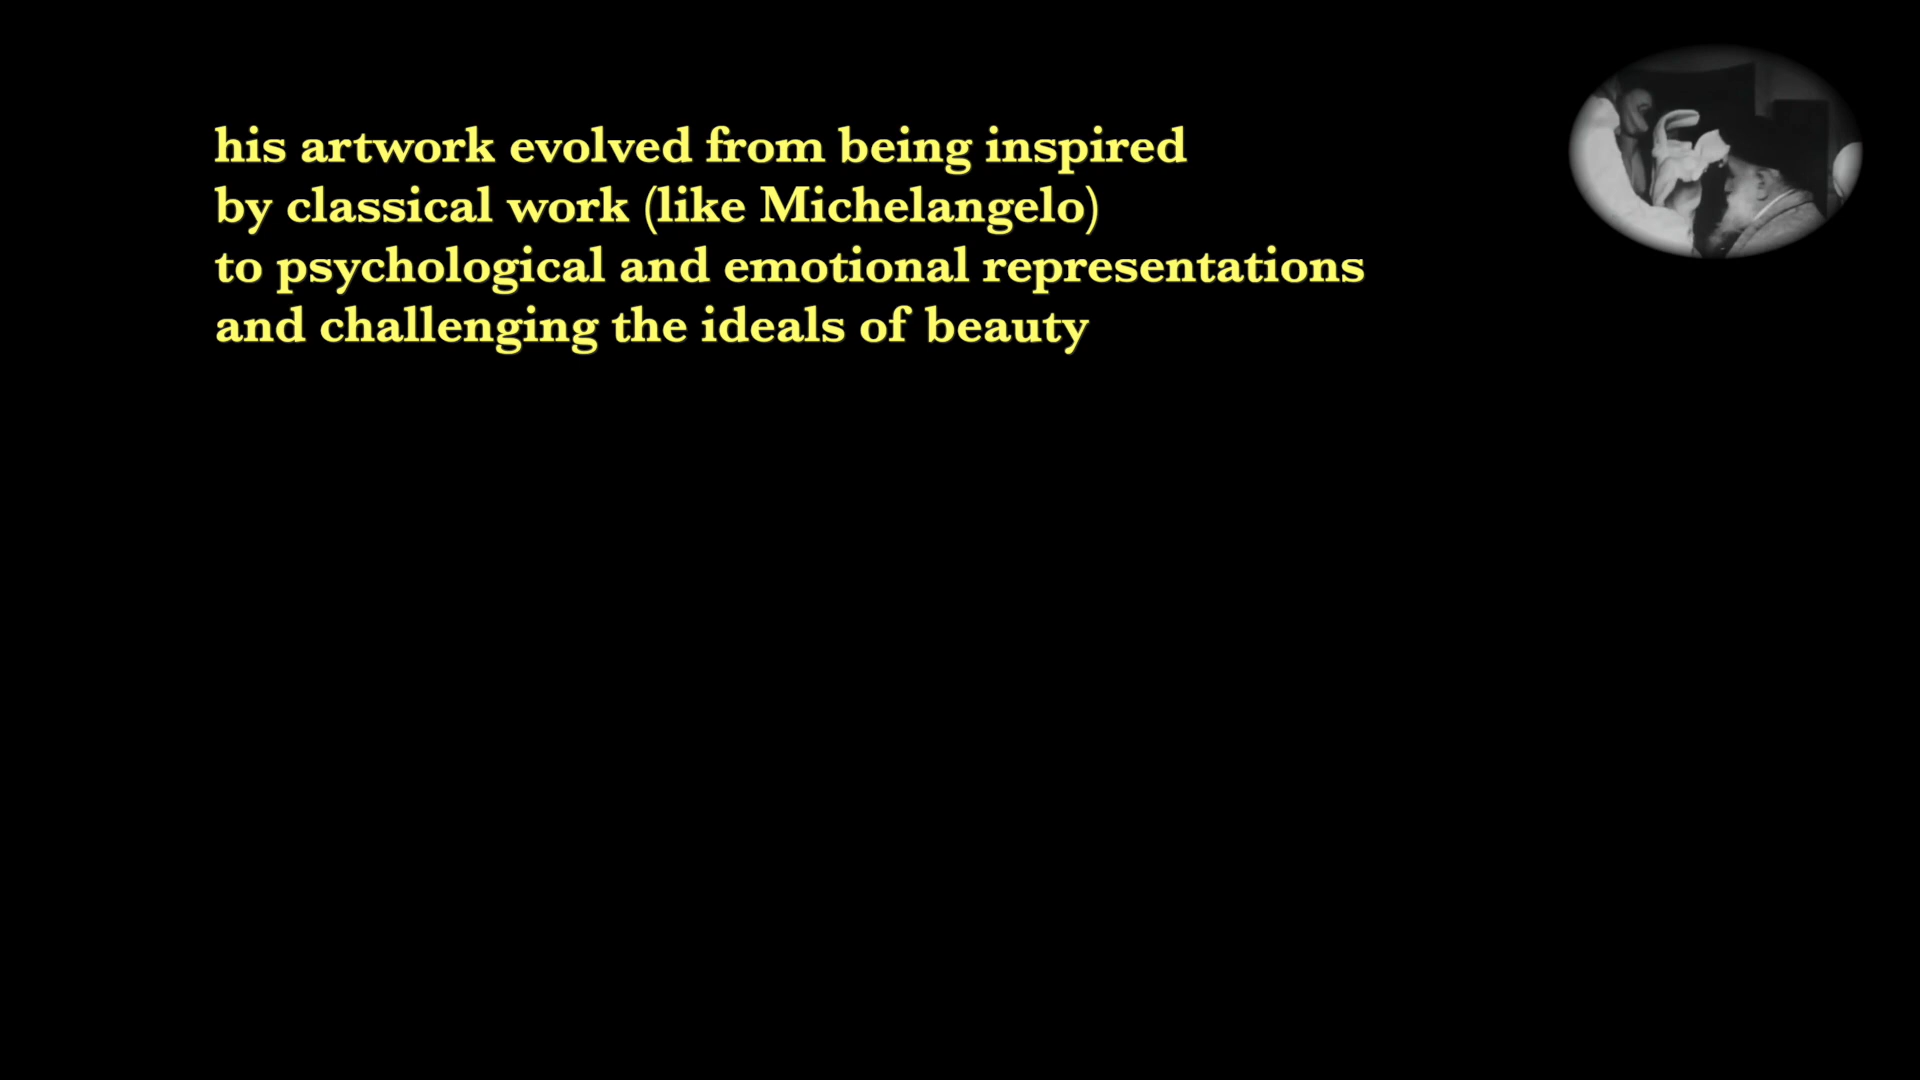 his artwork evolved from being inspired
by classical work (like Michelangelo)
to psychological and emotional representations
and challenging the ideals of beauty